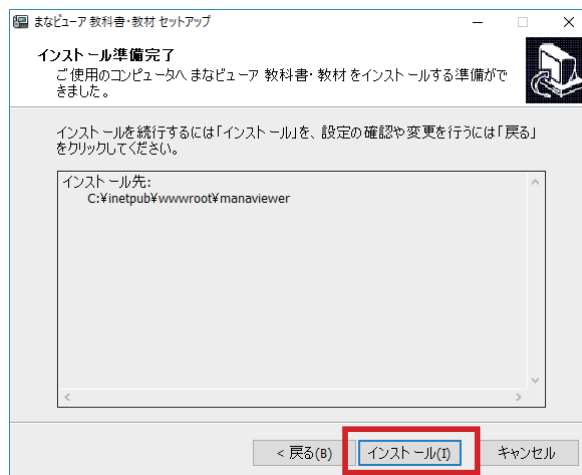 まなビューア 教科書・教材 セットアップ
インストール準備完了
ご使用のコンピュータへ まなビューア 教科書・教材 をインストールする準備がで
きました。
インストールを続行するには「インストール」を、設定の確認や変更を行うには「戻る」
をクリックしてください。
インストール先:
C:¥inetpub¥wwwroot¥manaviewer
< 戻る(B)
インストール(I)
キャンセル